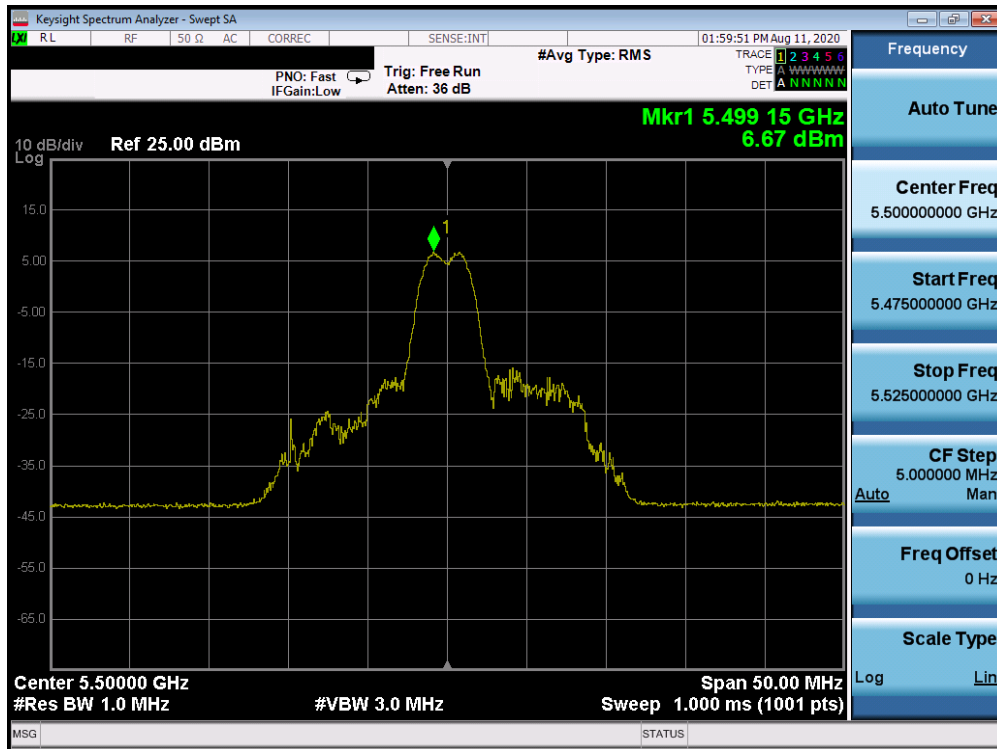 Keysight Spectrum Analyzer - Swept SA
LXI RL RF 50 Ω AC CORREC SENSE:INT 01:59:51 PM Aug 11, 2020
#Avg Type: RMS TRACE 1 2 3 4 5 6
PNO: Fast Trig: Free Run TYPE A WWWWW
IFGain:Low Atten: 36 dB DET A N N N N N
Mkr1 5.499 15 GHz
6.67 dBm
10 dB/div Ref 25.00 dBm
Log
15.0
1
5.00
-5.00
-15.0
-25.0
-35.0
-45.0
-55.0
-65.0
Center 5.50000 GHz Span 50.00 MHz
#Res BW 1.0 MHz #VBW 3.0 MHz Sweep 1.000 ms (1001 pts)
MSG STATUS
Frequency
Auto Tune
Center Freq
5.500000000 GHz
Start Freq
5.475000000 GHz
Stop Freq
5.525000000 GHz
CF Step
5.000000 MHz
Auto Man
Freq Offset
0 Hz
Scale Type
Log Lin